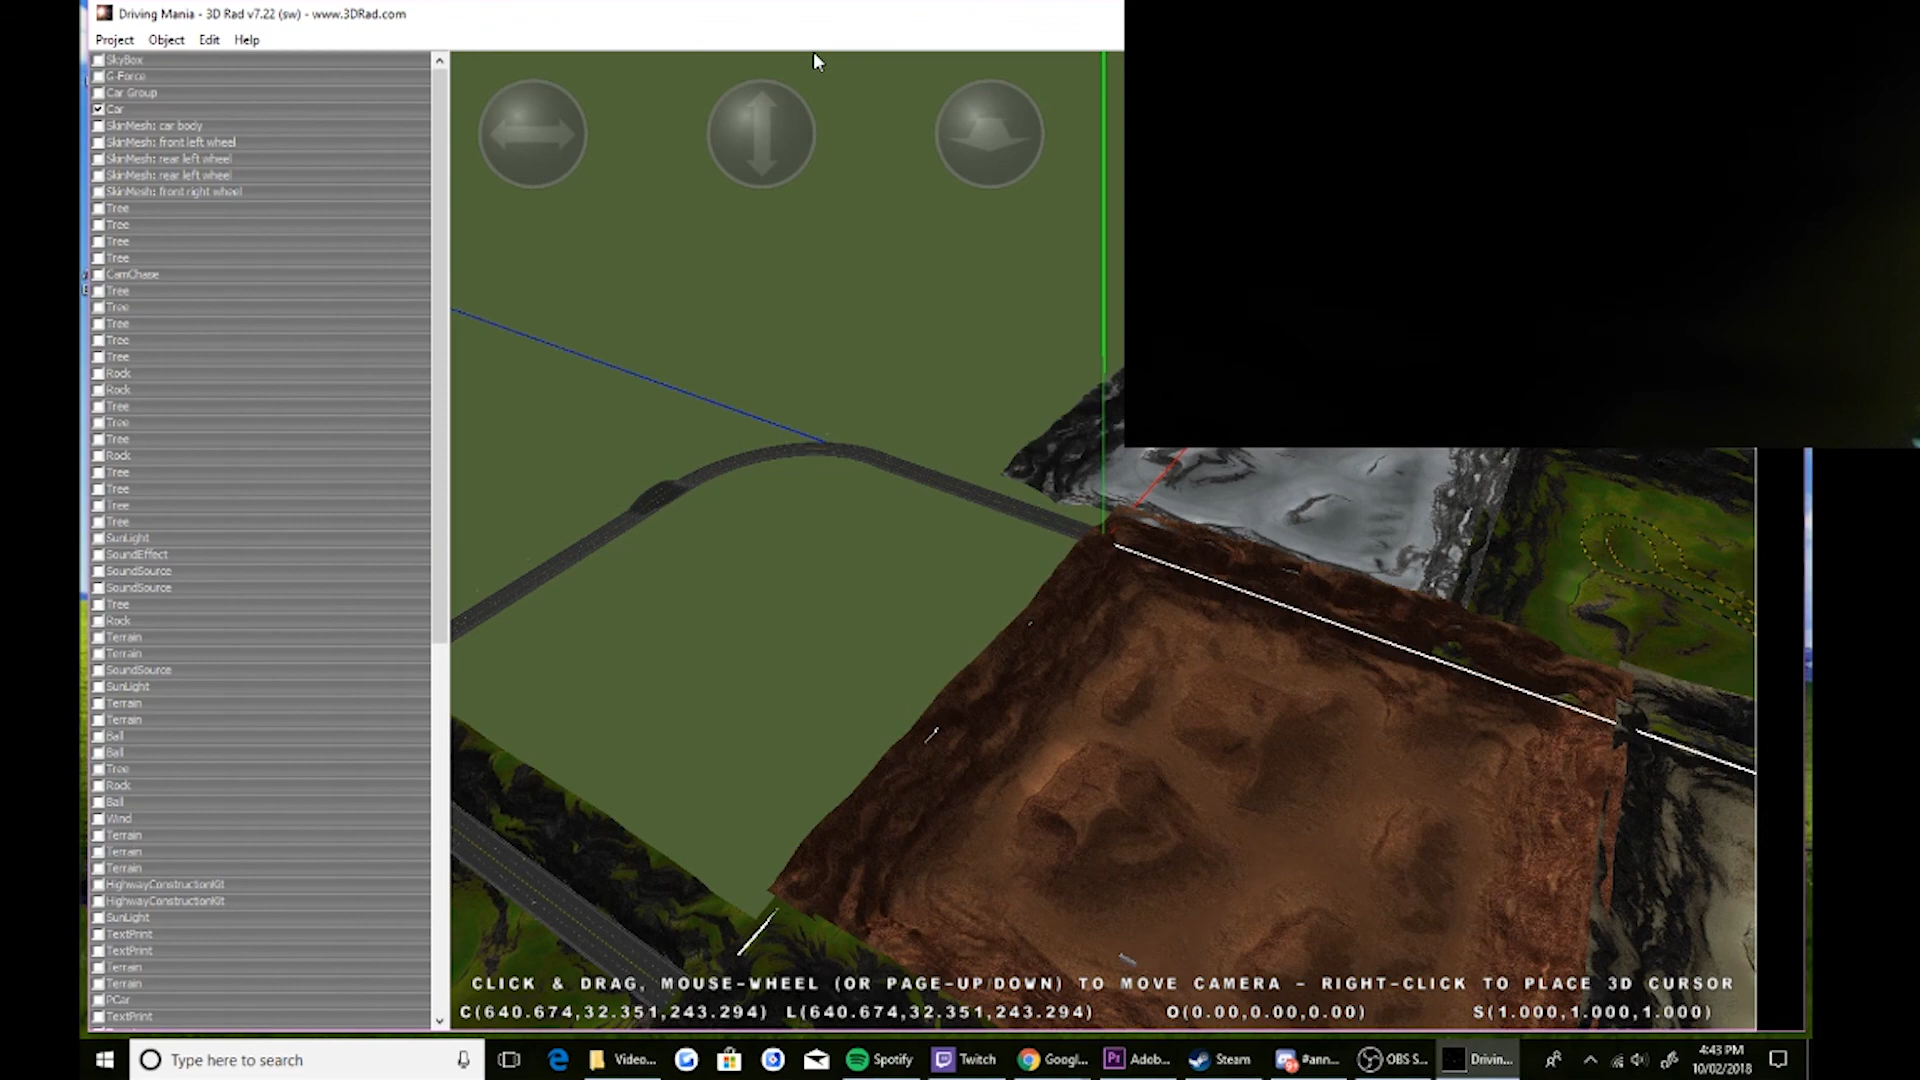 Driving Mania - 3D Rad v7.22 (sw) - www.3DRad.com
Project Object Edit Help
SkyBox
G-Force
Car Group
Car
SkinMesh: car body
SkinMesh: front left wheel
SkinMesh: rear left wheel
SkinMesh: rear left wheel
SkinMesh: front right wheel
Tree
Tree
Tree
Tree
CamChase
Tree
Tree
Tree
Tree
Tree
Rock
Rock
Tree
Tree
Tree
Rock
Tree
Tree
Tree
Tree
SunLight
SoundEffect
SoundSource
SoundSource
Tree
Rock
Terrain
Terrain
SoundSource
SunLight
Terrain
Terrain
Ball
Ball
Tree
Rock
Ball
Wind
Terrain
Terrain
Terrain
HighwayConstructionKit
HighwayConstructionKit
SunLight
TextPrint
TextPrint
Terrain
Terrain
PCar
TextPrint
CLICK & DRAG, MOUSE-WHEEL (OR PAGE-UP/DOWN) TO MOVE CAMERA - RIGHT-CLICK TO PLACE 3D CURSOR
C(640.674,32.351,243.294) L(640.674,32.351,243.294) O(0.00,0.00,0.00) S(1.000,1.000,1.000)
Type here to search Video... Spotify Twitch Googl... Adob... Steam #ann... OBS S... Drivin...
4:43 PM
10/02/2018